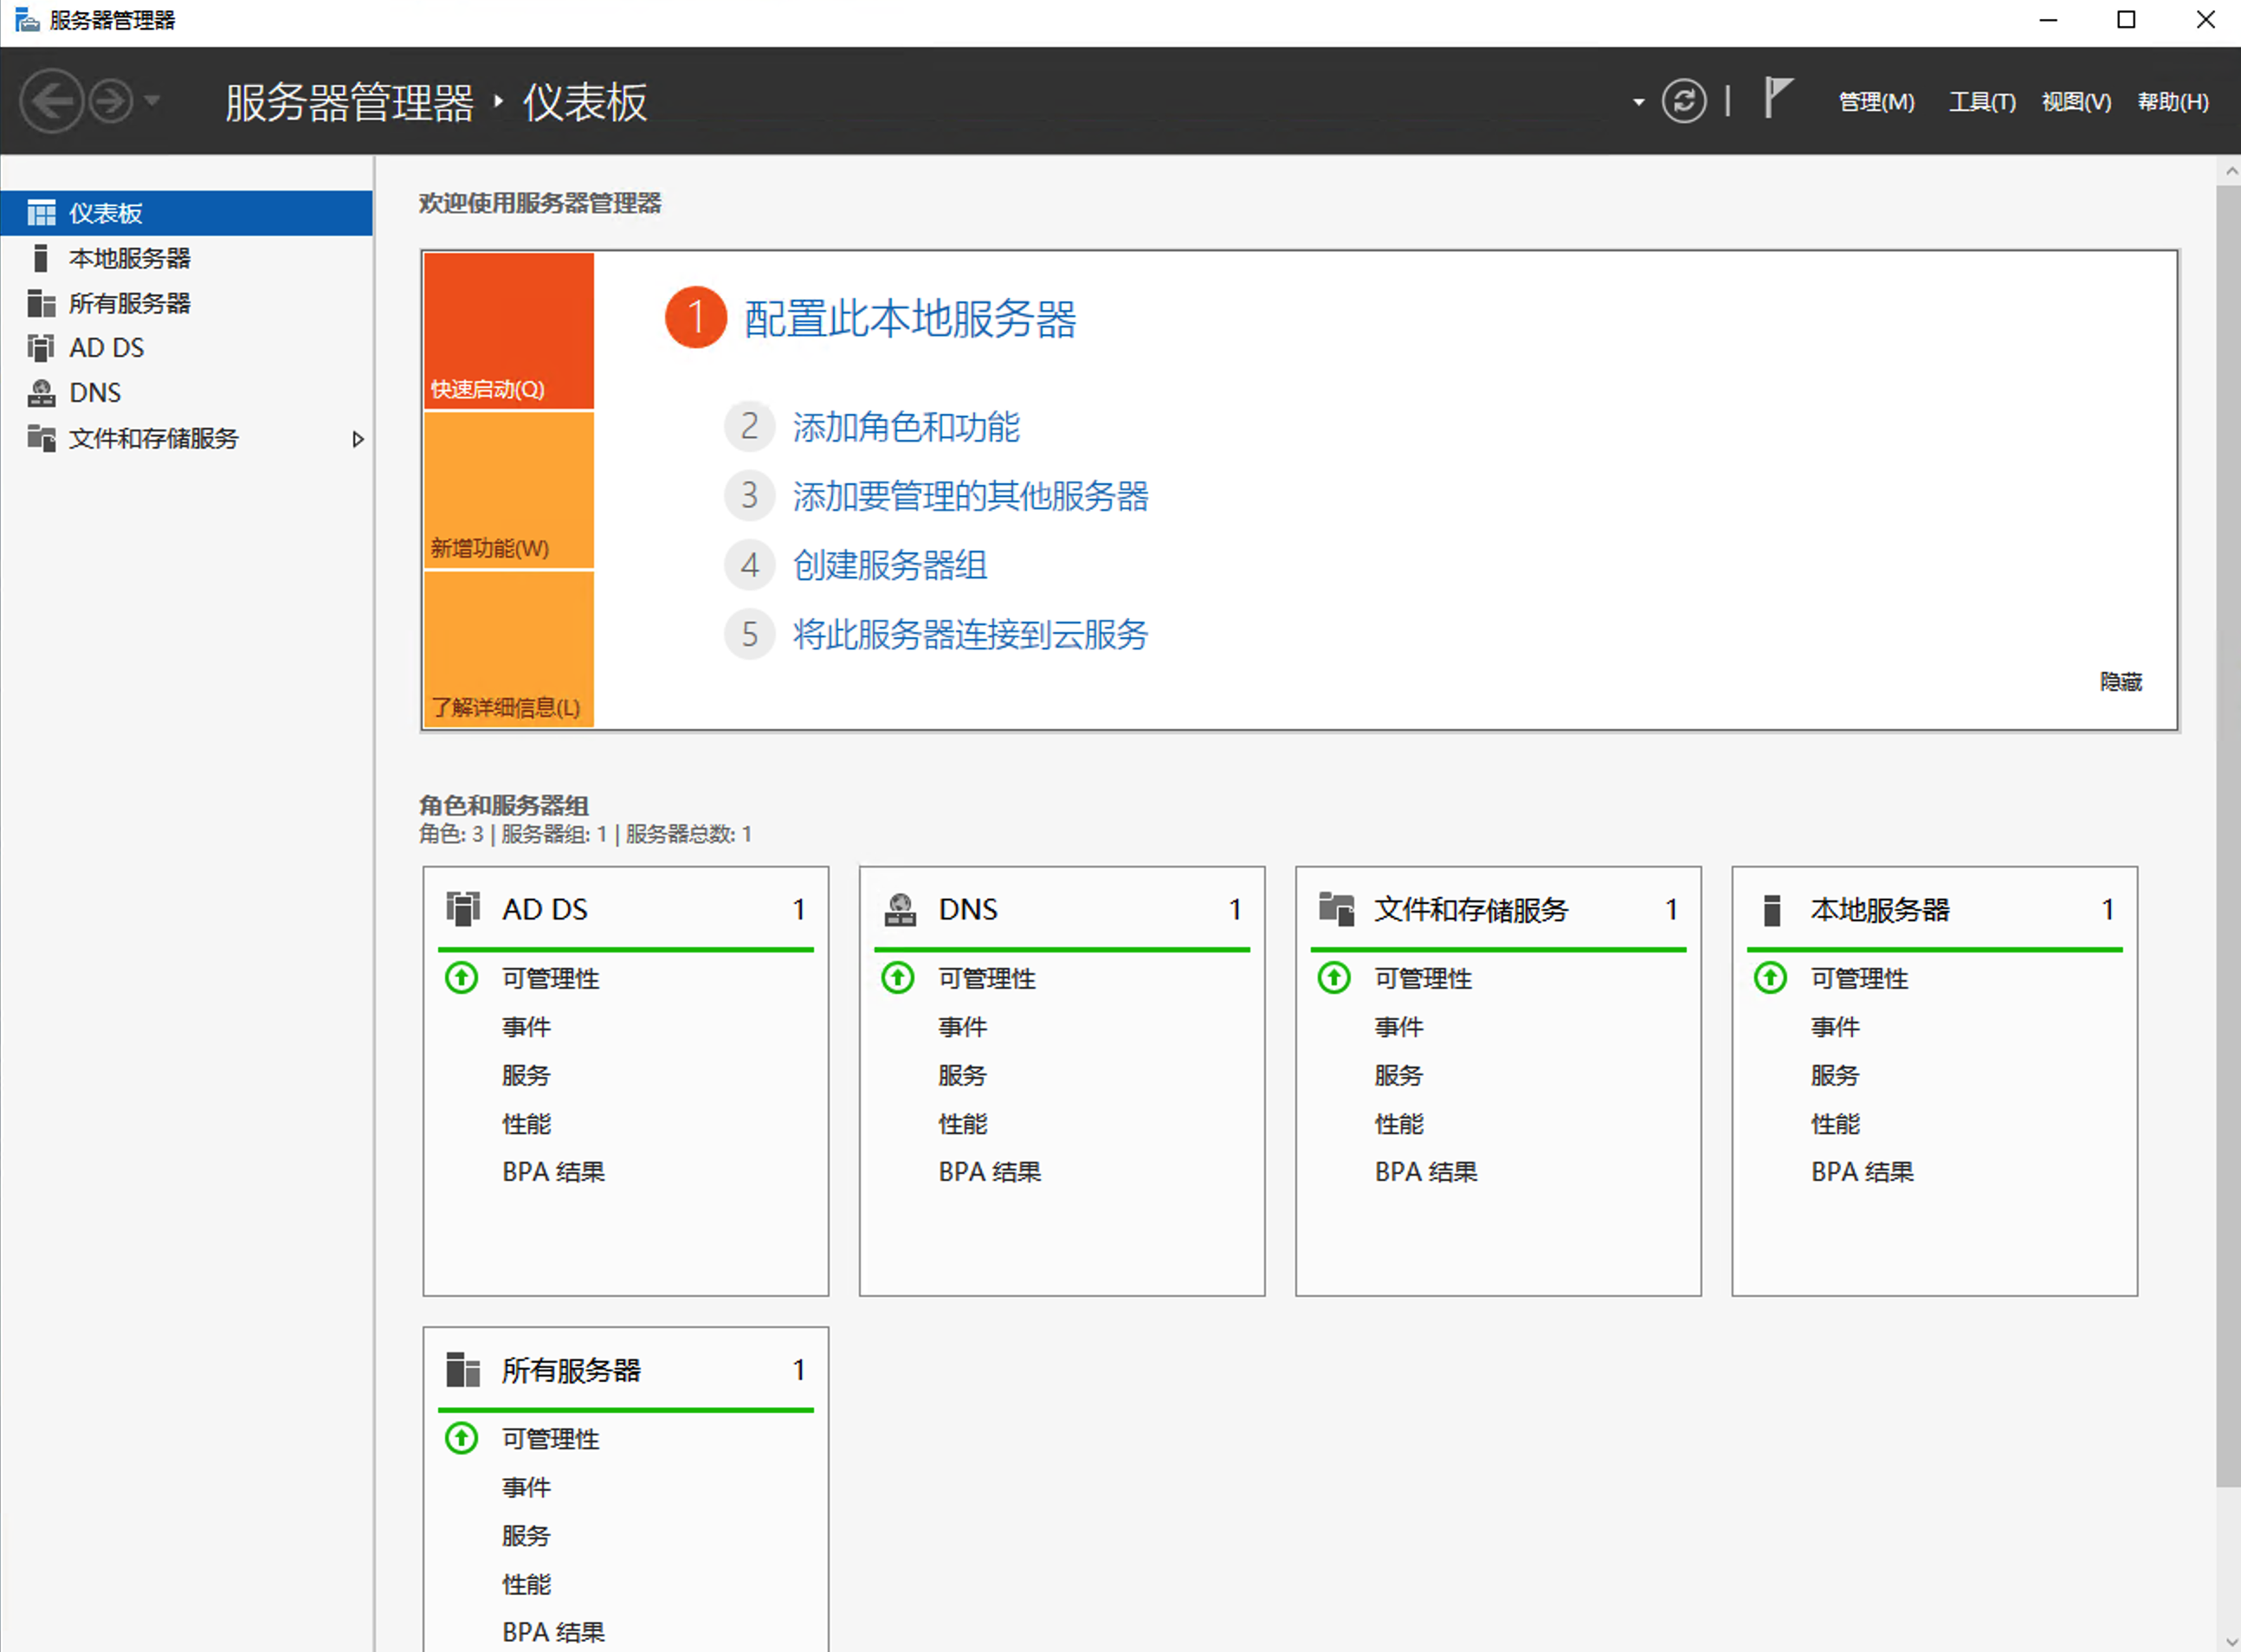 服务器管理器
服务器管理器 ‣ 仪表板
管理(M) 工具(T) 视图(V) 帮助(H)
仪表板
本地服务器
所有服务器
AD DS
DNS
文件和存储服务
欢迎使用服务器管理器
快速启动(Q)
新增功能(W)
了解详细信息(L)
1 配置此本地服务器
2 添加角色和功能
3 添加要管理的其他服务器
4 创建服务器组
5 将此服务器连接到云服务
隐藏
角色和服务器组
角色: 3 | 服务器组: 1 | 服务器总数: 1
AD DS 1
可管理性
事件
服务
性能
BPA 结果
DNS 1
可管理性
事件
服务
性能
BPA 结果
文件和存储服务 1
可管理性
事件
服务
性能
BPA 结果
本地服务器 1
可管理性
事件
服务
性能
BPA 结果
所有服务器 1
可管理性
事件
服务
性能
BPA 结果